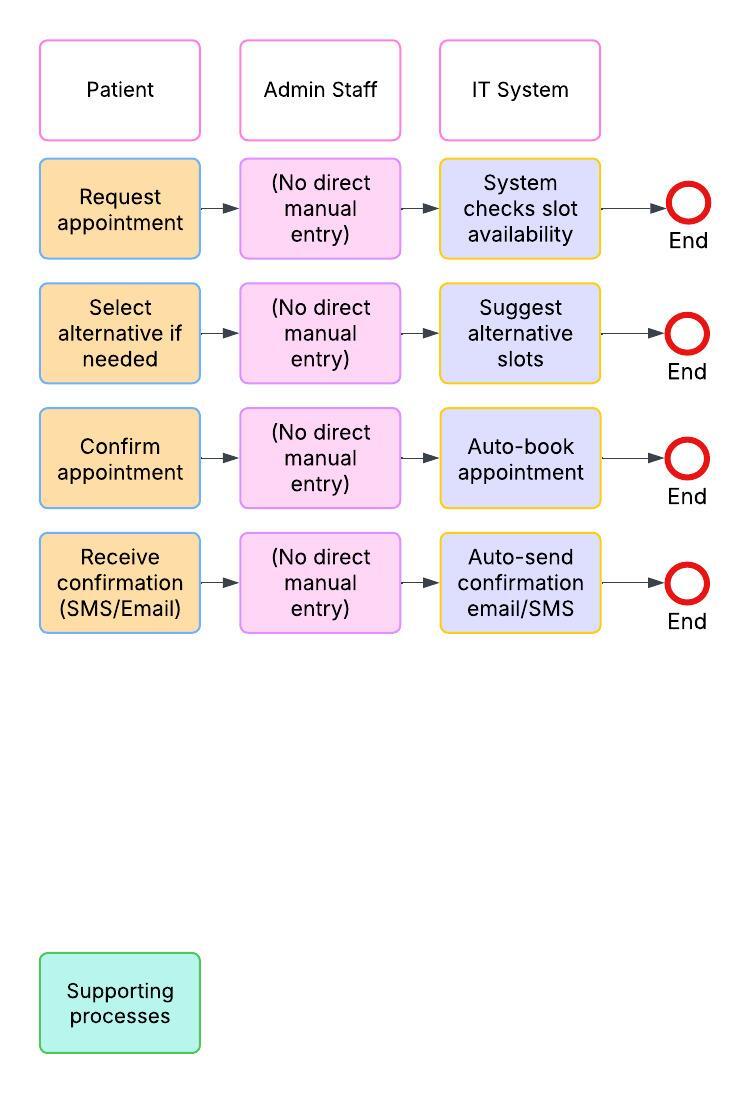 Patient
Admin Staff
IT System
Request
appointment
(No direct
manual
entry)
System
checks slot
availability
End
Select
alternative if
needed
(No direct
manual
entry)
Suggest
alternative
slots
End
Confirm
appointment
(No direct
manual
entry)
Auto-book
appointment
End
Receive
confirmation
(SMS/Email)
(No direct
manual
entry)
Auto-send
confirmation
email/SMS
End
Supporting
processes